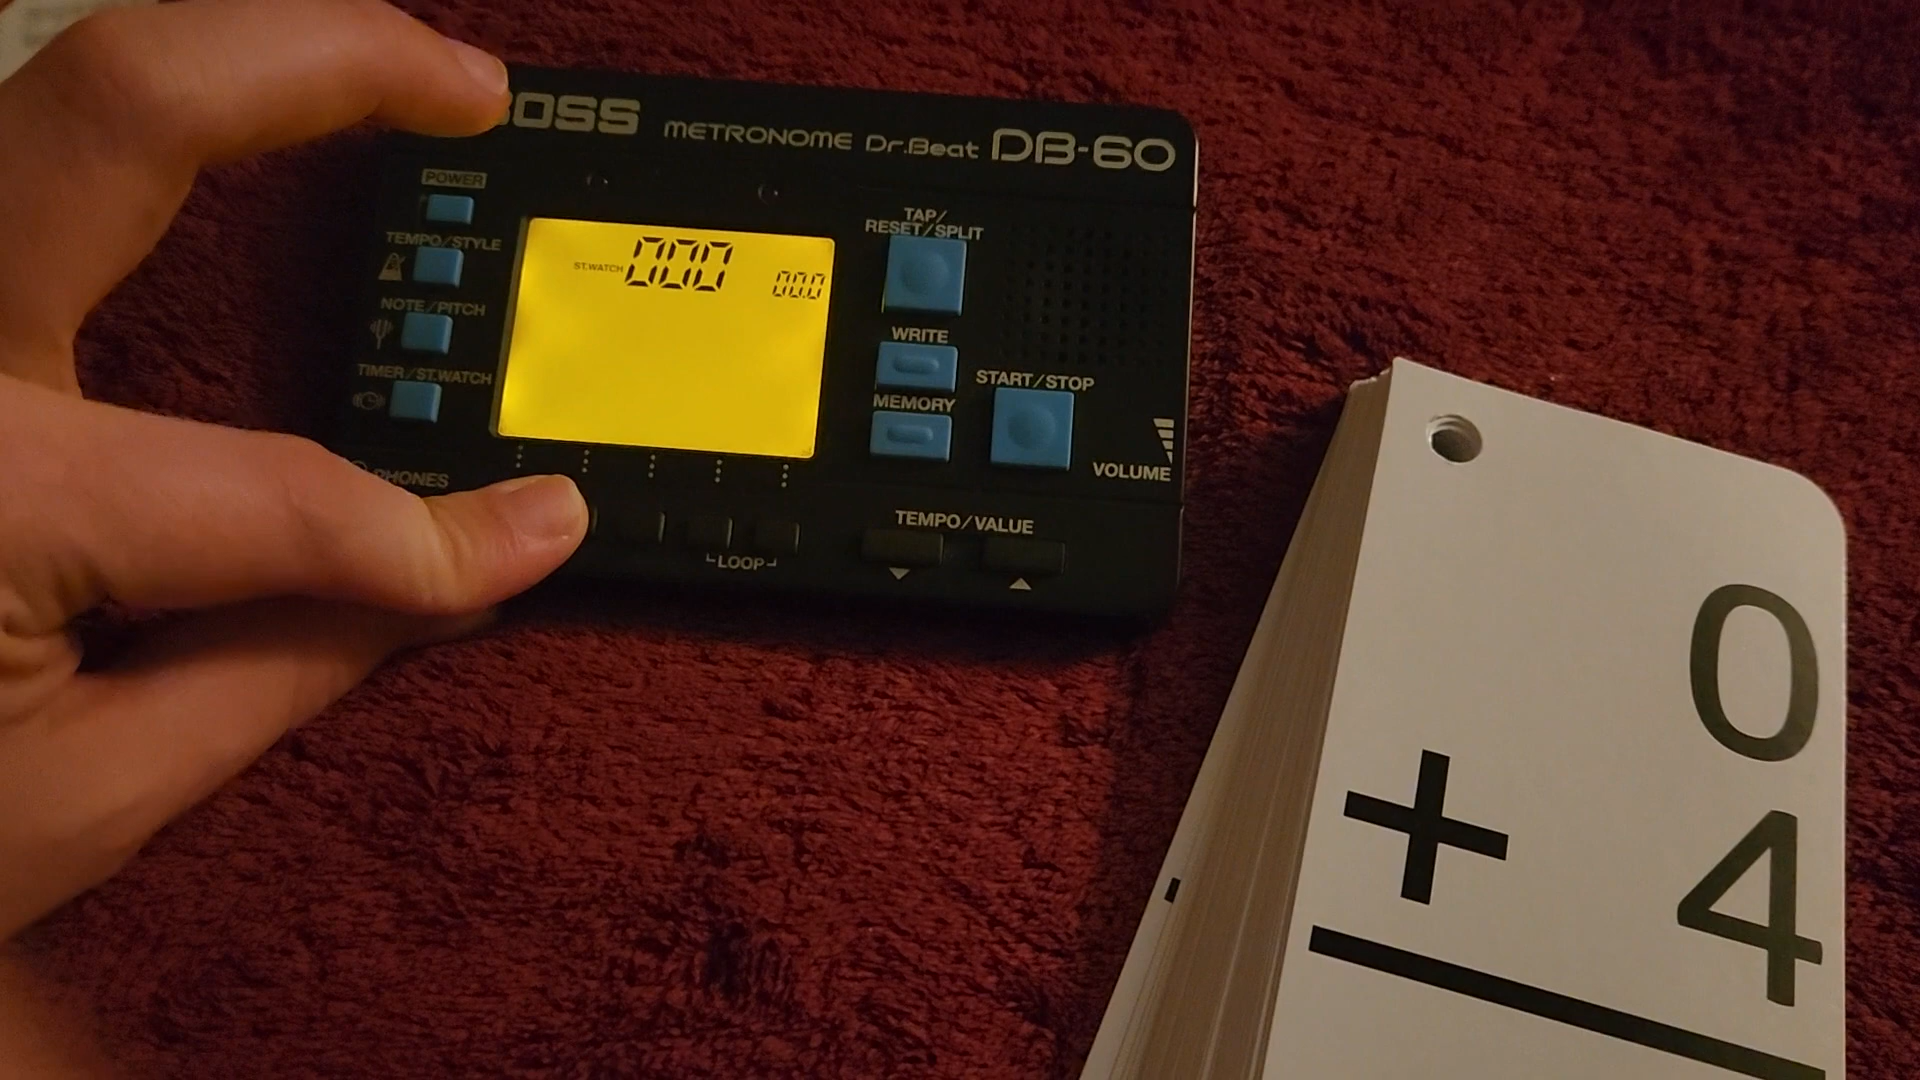 BOSS METRONOME Dr.Beat DB-60
POWER
TEMPO/STYLE
NOTE/PITCH
TIMER/ST.WATCH
PHONES
ST.WATCH 000
00.0
TAP/
RESET/SPLIT
WRITE
MEMORY
START/STOP
VOLUME
LOOP
TEMPO/VALUE
0
+ 4